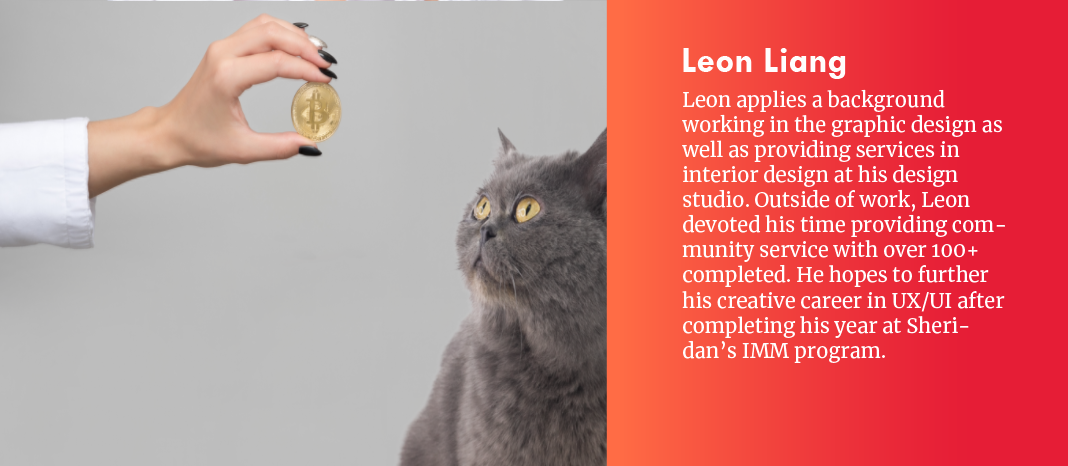 Leon Liang
Leon applies a background
working in the graphic design as
well as providing services in
interior design at his design
studio. Outside of work, Leon
devoted his time providing com-
munity service with over 100+
completed. He hopes to further
his creative career in UX/UI after
completing his year at Sheri-
dan’s IMM program.